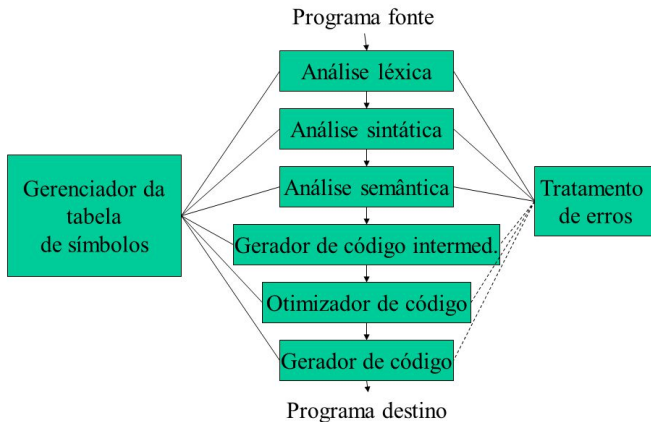 Programa fonte
Análise léxica
Análise sintática
Análise semântica
Gerenciador da
tabela
de símbolos
Tratamento
de erros
Gerador de código intermed.
Otimizador de código
Gerador de código
Programa destino